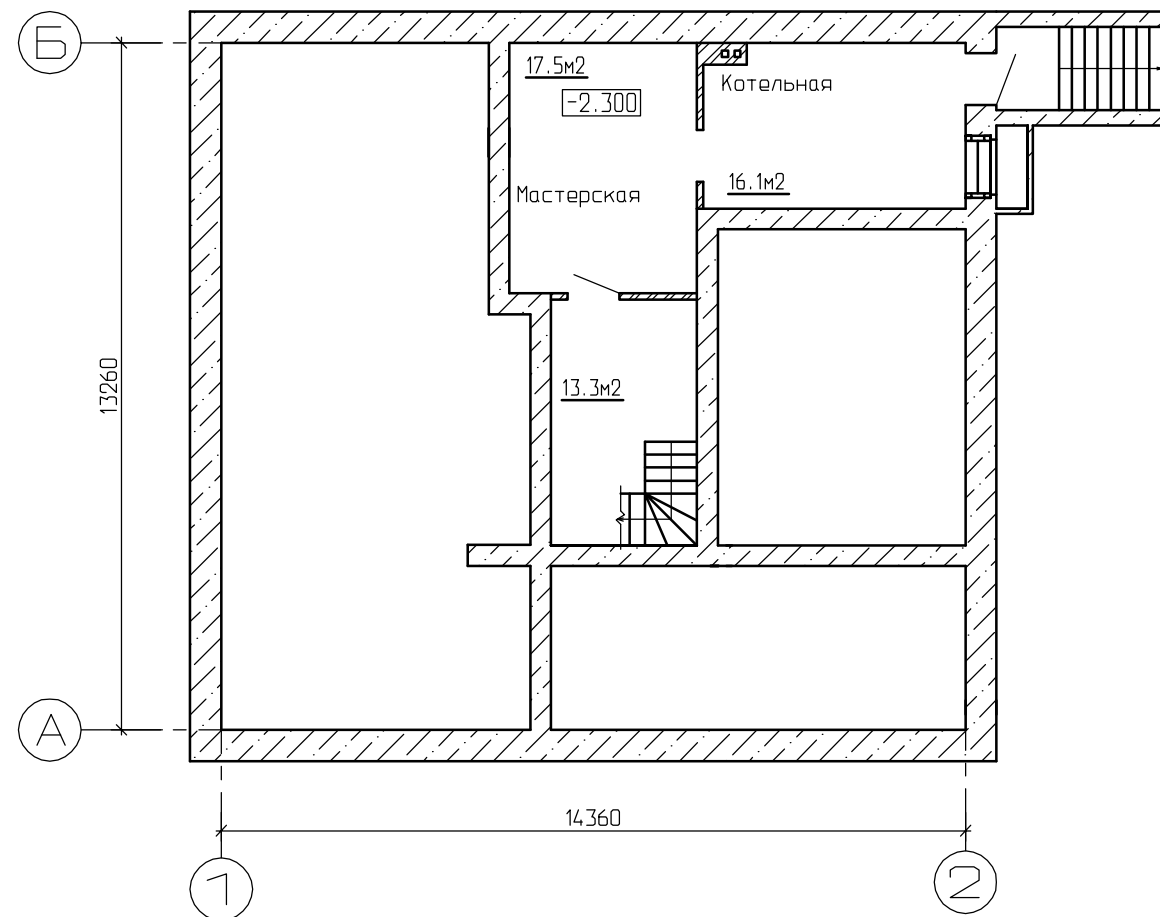 Б
17.5м2
-2.300
Котельная
16.1м2
Мастерская
13260
13.3м2
А
14360
1
2